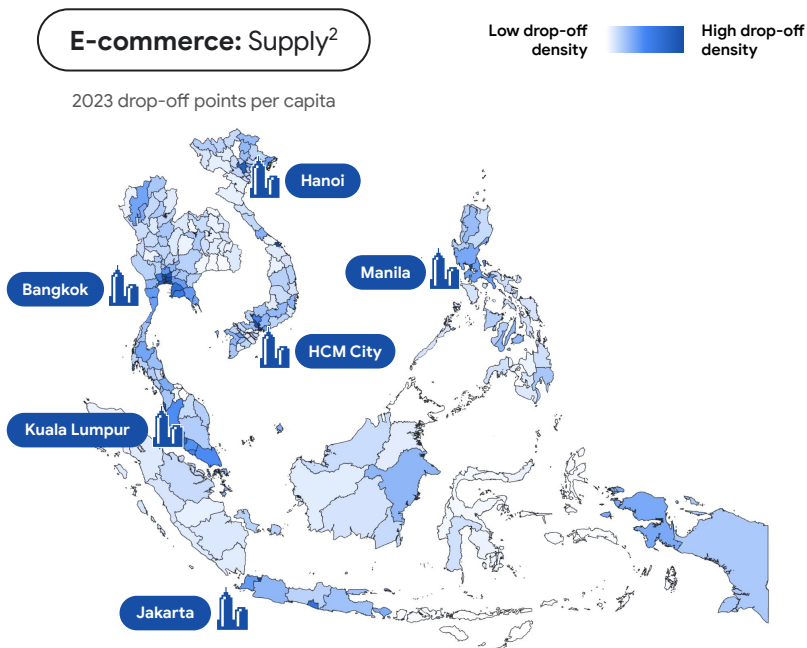 E-commerce: Supply²
Low drop-off
density
High drop-off
density
2023 drop-off points per capita
Hanoi
Manila
Bangkok
HCM City
Kuala Lumpur
Jakarta